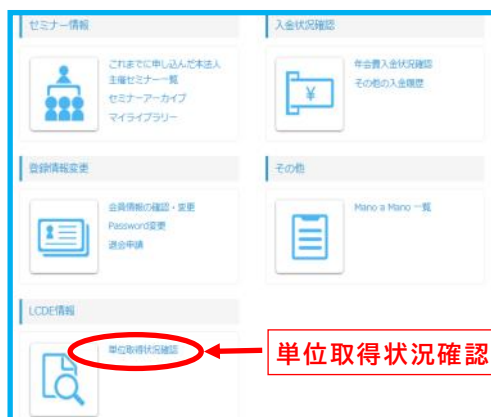 セミナー情報
これまでに申し込んだ本法人
主催セミナー一覧
セミナーアーカイブ
マイライブラリー
入金状況確認
年会費入金状況確認
その他の入金履歴
¥
登録情報変更
会員情報の確認・変更
Password変更
退会申請
その他
Mano a Mano 一覧
LCDE情報
単位取得状況確認
単位取得状況確認